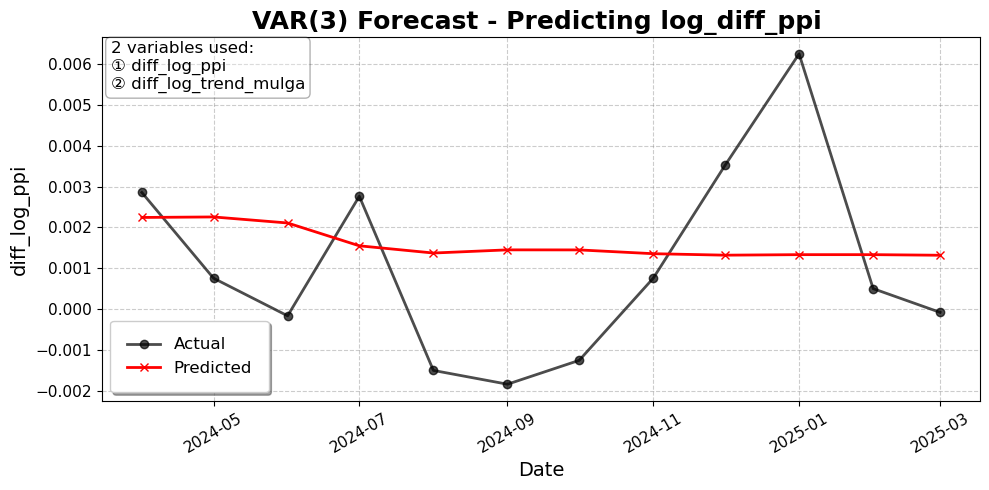 VAR(3) Forecast - Predicting log_diff_ppi
2 variables used:
① diff_log_ppi
② diff_log_trend_mulga
diff_log_ppi
0.006
0.005
0.004
0.003
0.002
0.001
0.000
−0.001
−0.002
Actual
Predicted
2024-05
2024-07
2024-09
2024-11
2025-01
2025-03
Date